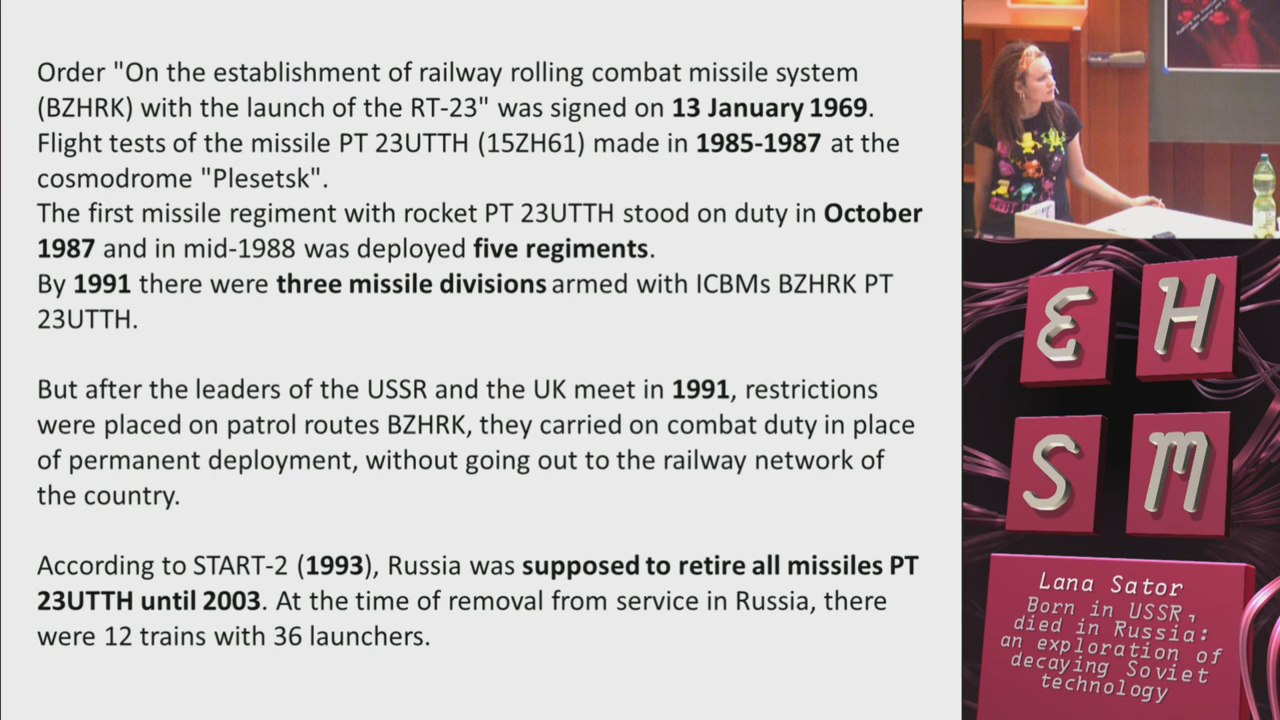 Order "On the establishment of railway rolling combat missile system
(BZHRK) with the launch of the RT-23" was signed on 13 January 1969.
Flight tests of the missile PT 23UTTH (15ZH61) made in 1985-1987 at the
cosmodrome "Plesetsk".
The first missile regiment with rocket PT 23UTTH stood on duty in October
1987 and in mid-1988 was deployed five regiments.
By 1991 there were three missile divisions armed with ICBMs BZHRK PT
23UTTH.
But after the leaders of the USSR and the UK meet in 1991, restrictions
were placed on patrol routes BZHRK, they carried on combat duty in place
of permanent deployment, without going out to the railway network of
the country.
According to START-2 (1993), Russia was supposed to retire all missiles PT
23UTTH until 2003. At the time of removal from service in Russia, there
were 12 trains with 36 launchers.
EH
SM
Lana Sator
Born in USSR,
died in Russia:
an exploration of
decaying Soviet
technology